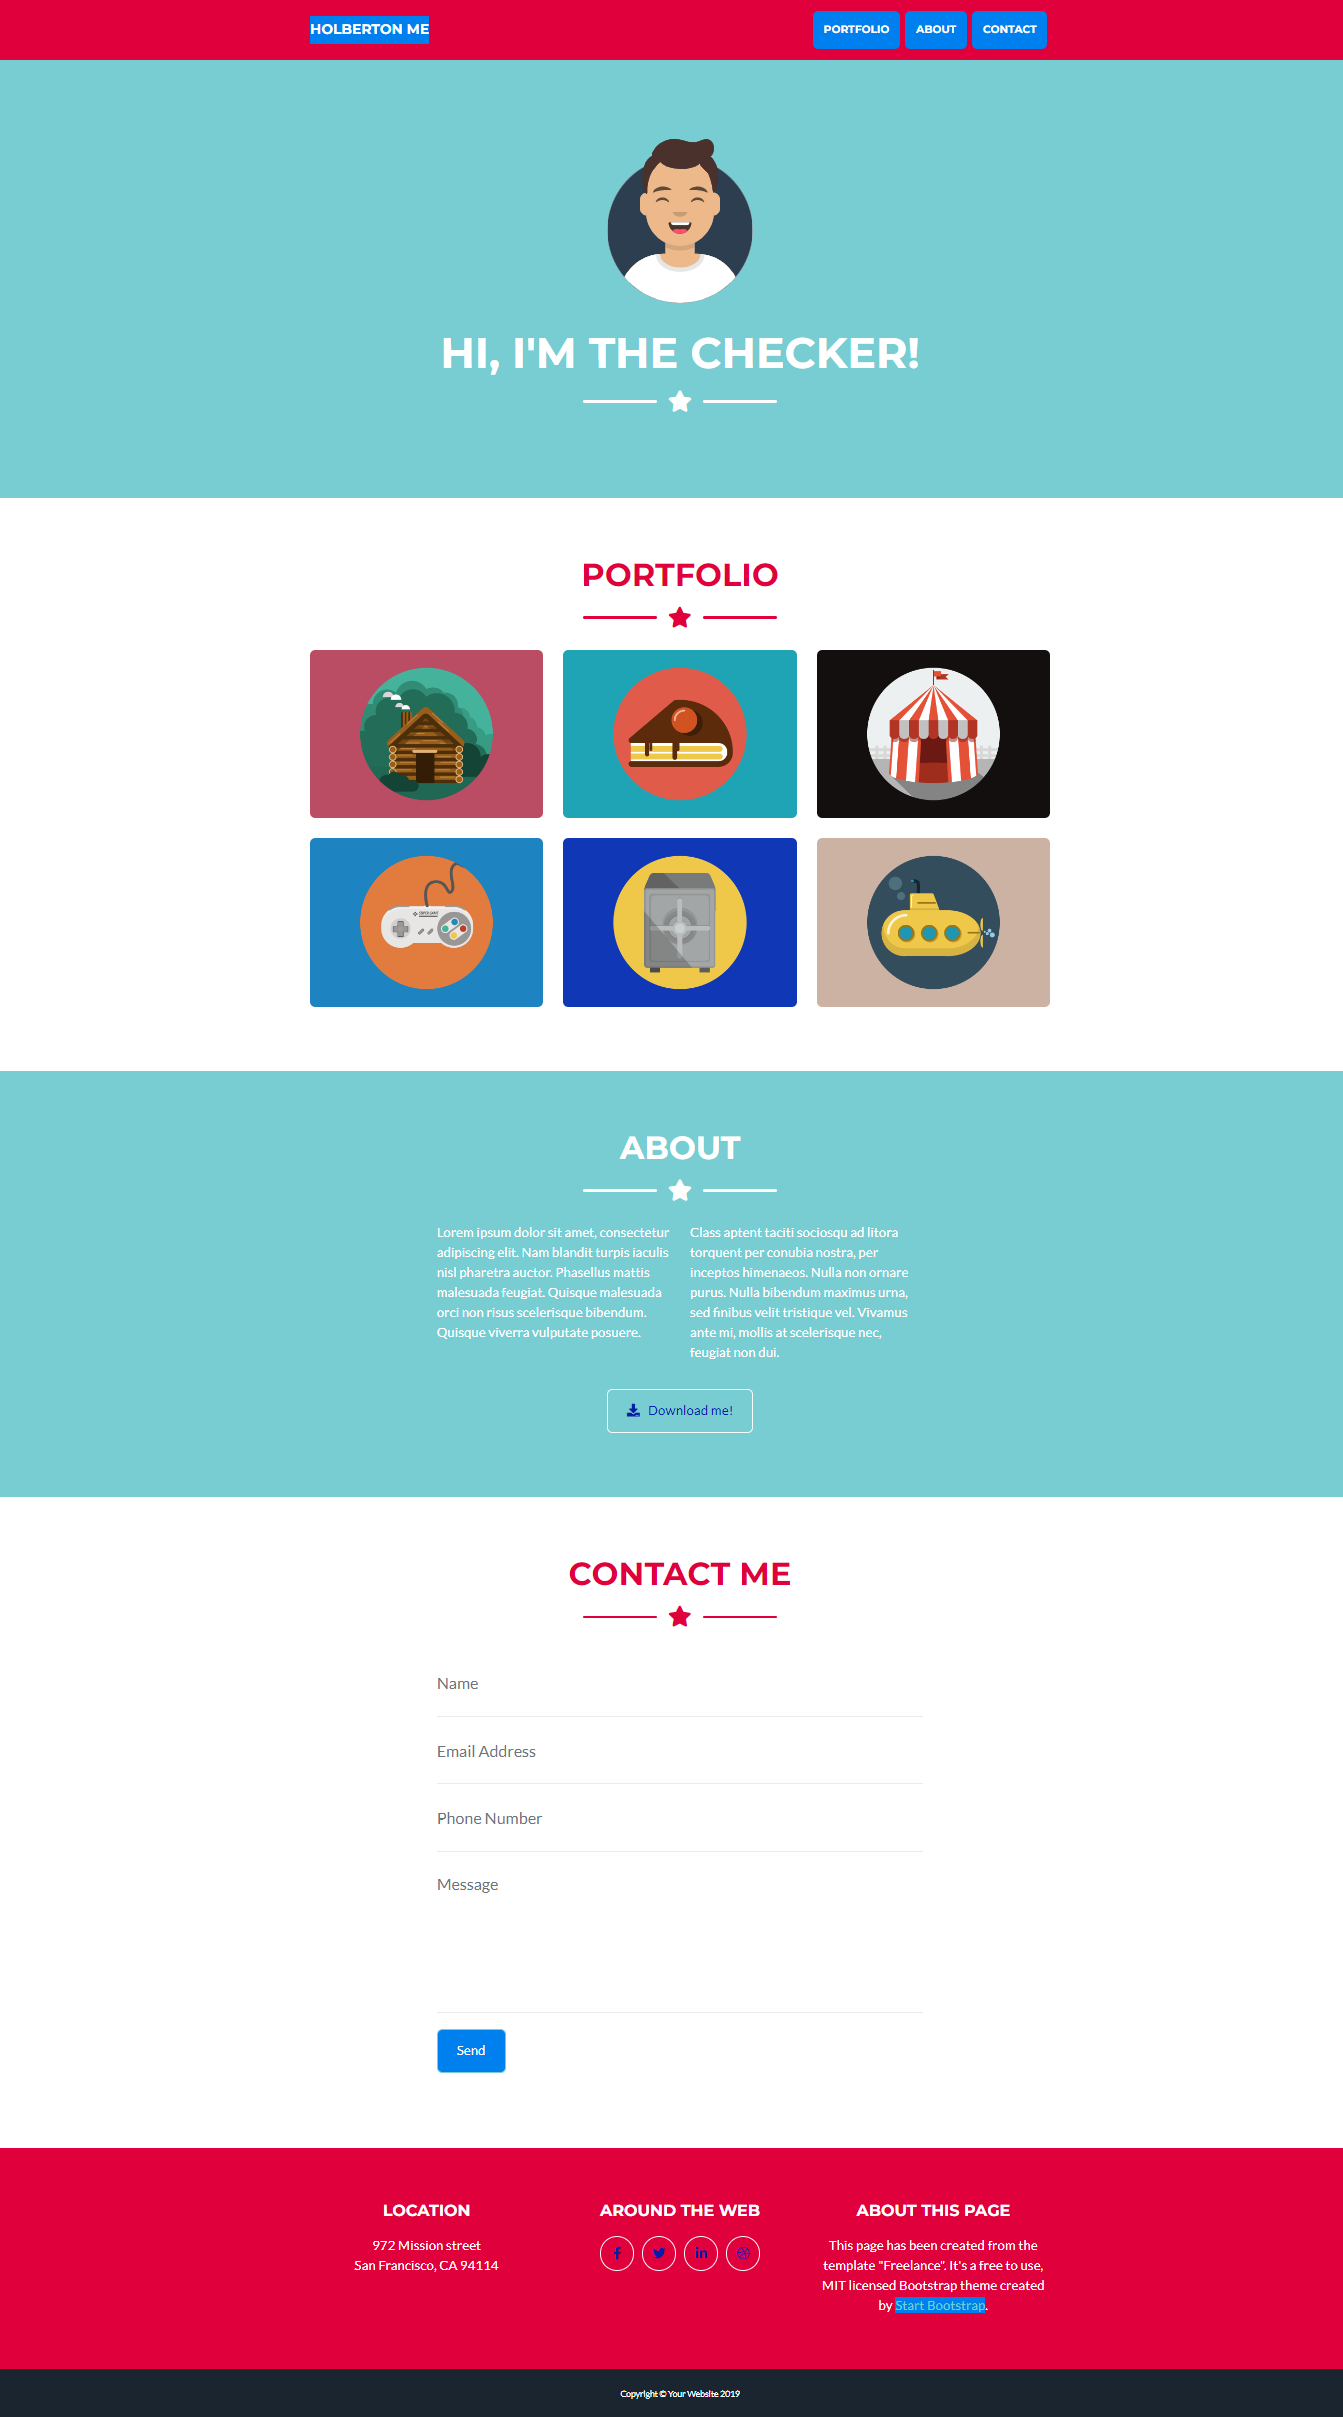 HOLBERTON ME
PORTFOLIO
ABOUT
CONTACT
HI, I'M THE CHECKER!
PORTFOLIO
ABOUT
Lorem ipsum dolor sit amet, consectetur
adipiscing elit. Nam blandit turpis iaculis
nisl pharetra auctor. Phasellus mattis
malesuada feugiat. Quisque malesuada
orci non risus scelerisque bibendum.
Quisque viverra vulputate posuere.
Class aptent taciti sociosqu ad litora
torquent per conubia nostra, per
inceptos himenaeos. Nulla non ornare
purus. Nulla bibendum maximus urna,
sed finibus velit tristique vel. Vivamus
ante mi, mollis at scelerisque nec,
feugiat non dui.
Download me!
CONTACT ME
Name
Email Address
Phone Number
Message
Send
LOCATION
972 Mission street
San Francisco, CA 94114
AROUND THE WEB
ABOUT THIS PAGE
This page has been created from the
template "Freelance". It's a free to use,
MIT licensed Bootstrap theme created
by Start Bootstrap.
Copyright © Your Website 2019